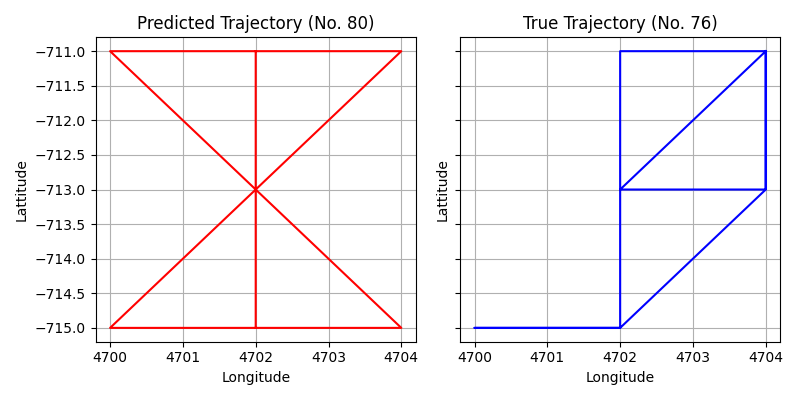 Predicted Trajectory (No. 80)
−711.0
−711.5
−712.0
−712.5
−713.0
−713.5
−714.0
−714.5
−715.0
Lattitude
4700 4701 4702 4703 4704
Longitude
True Trajectory (No. 76)
Lattitude
4700 4701 4702 4703 4704
Longitude